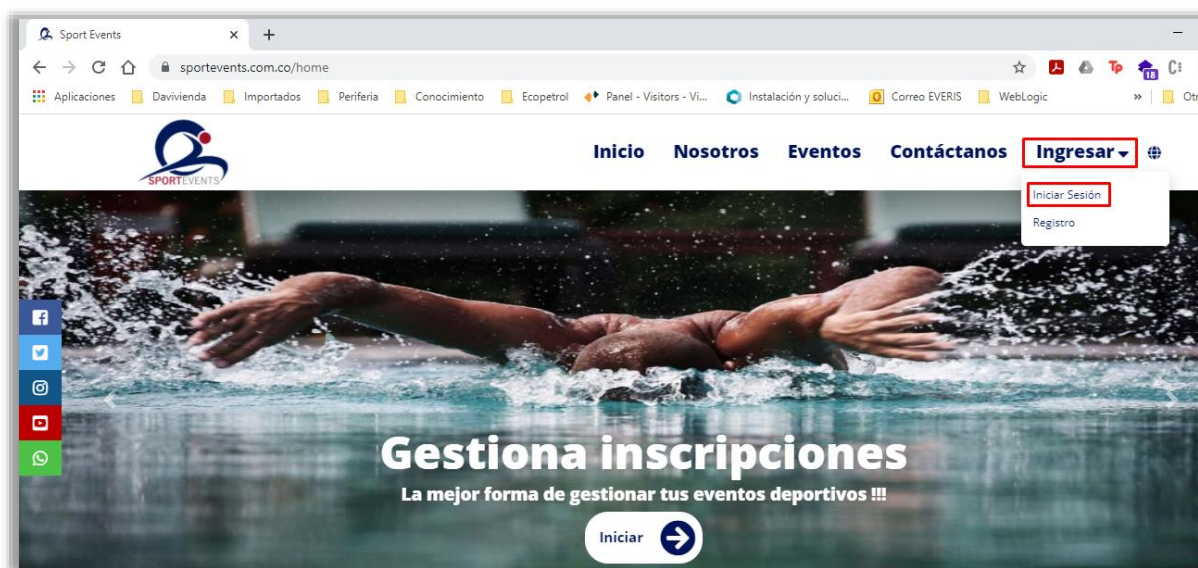 Sport Events
sportevents.com.co/home
18
Aplicaciones Davivienda Importados Periferia Conocimiento Ecopetrol Panel - Visitors - Vi... Instalación y soluci... Correo EVERIS WebLogic » Otr
SPORTEVENTS
Inicio Nosotros Eventos Contáctanos Ingresar
Iniciar Sesión
Registro
Gestiona inscripciones
La mejor forma de gestionar tus eventos deportivos !!!
Iniciar